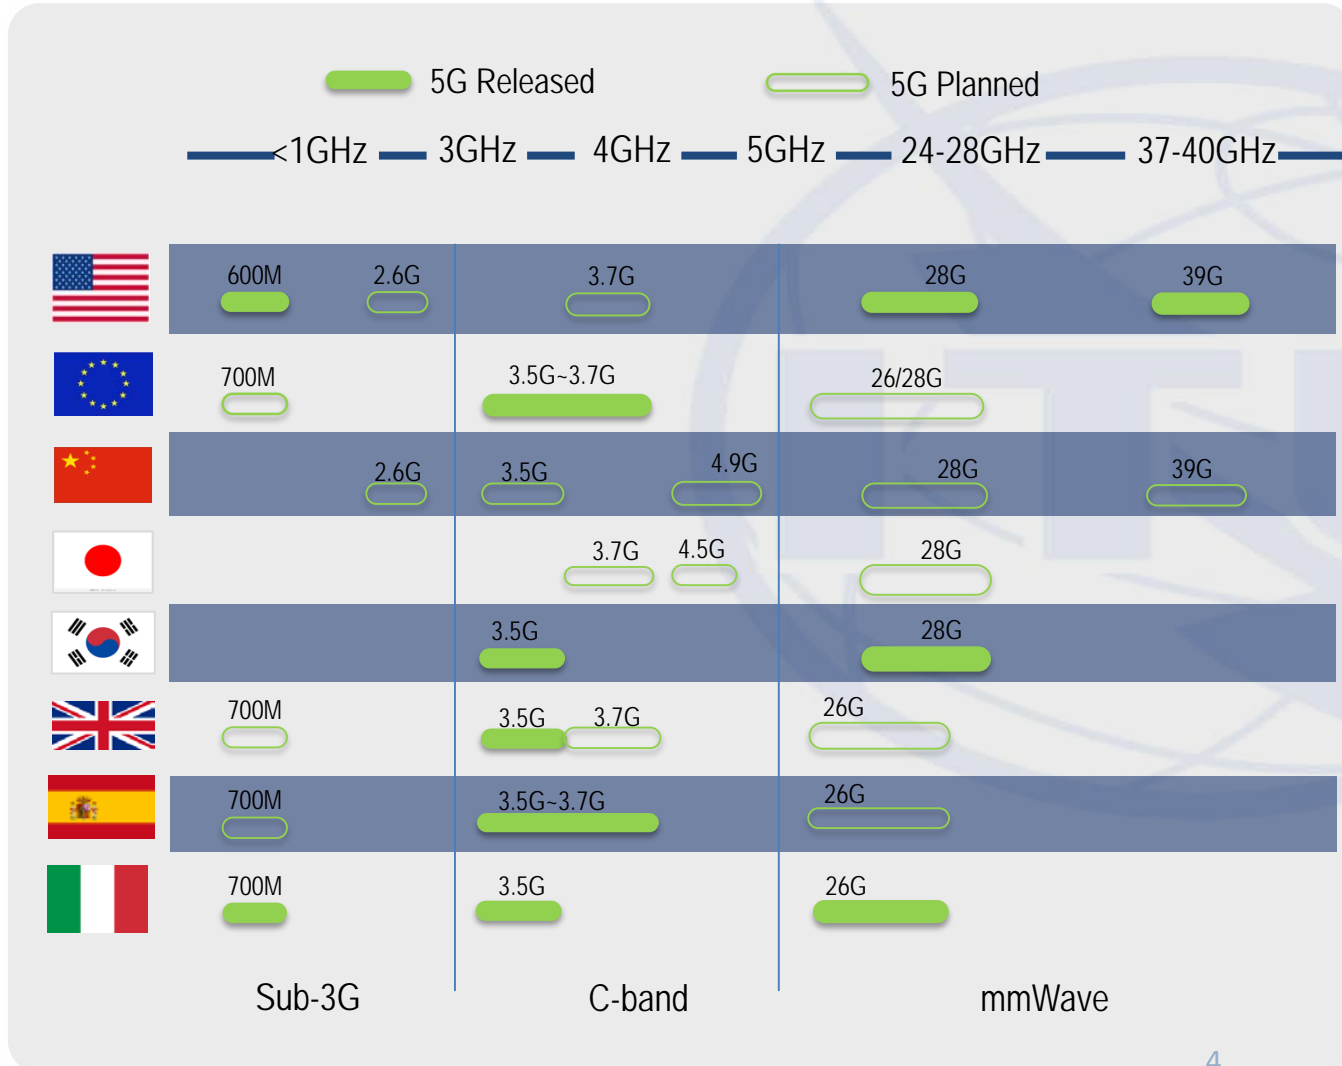 5G Released
5G Planned
<1GHz 3GHz 4GHz 5GHz 24-28GHz 37-40GHz
600M 2.6G 3.7G 28G 39G
700M 3.5G~3.7G 26/28G
2.6G 3.5G 4.9G 28G 39G
3.7G 4.5G 28G
3.5G 28G
700M 3.5G 3.7G 26G
700M 3.5G~3.7G 26G
700M 3.5G 26G
Sub-3G C-band mmWave
4